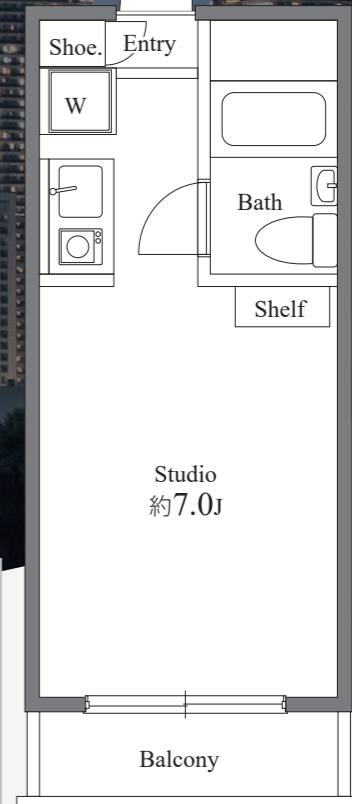 Shoe.
Entry
W
Bath
Shelf
Studio
約7.0J
Balcony